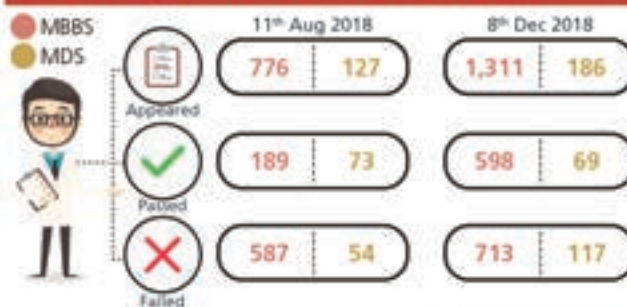 MBBS
MDS
11th Aug 2018
8th Dec 2018
Appeared
776 127
1,311 186
Passed
189 73
598 69
Failed
587 54
713 117